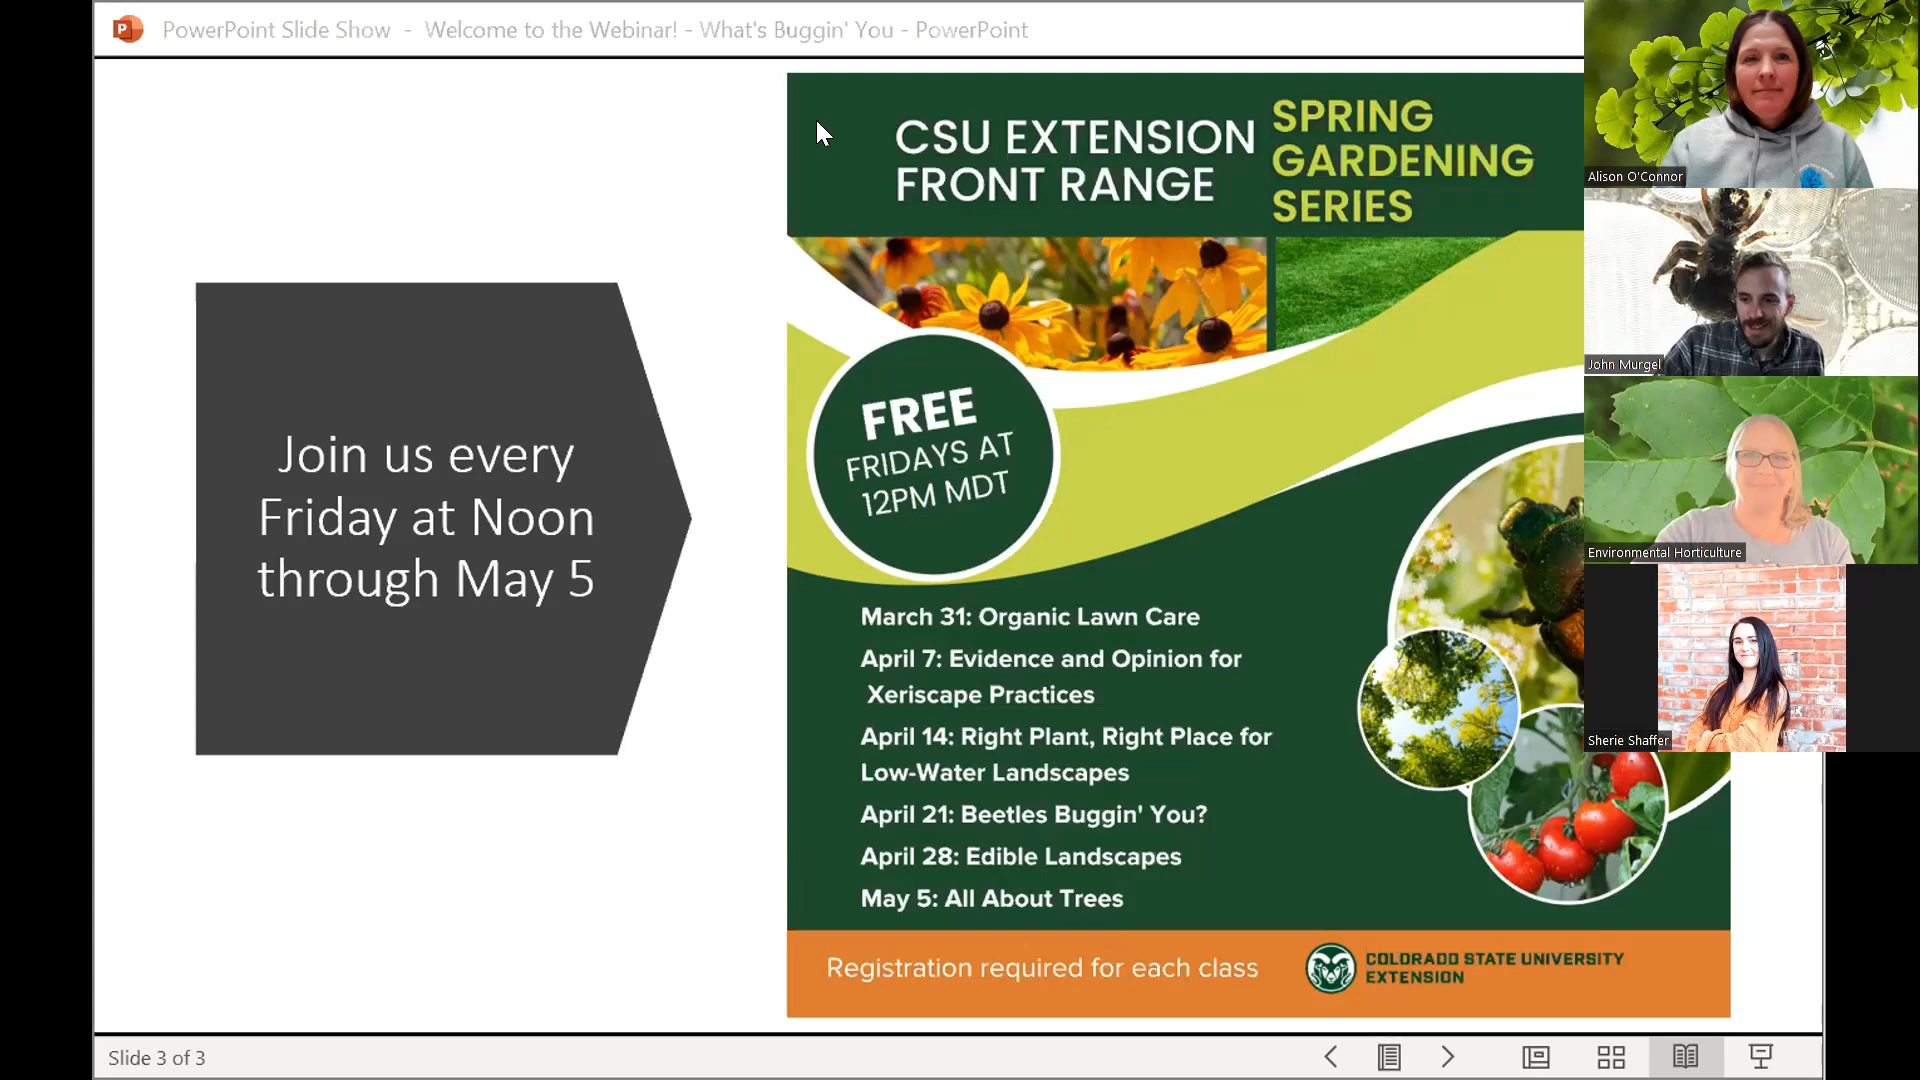 PowerPoint Slide Show - Welcome to the Webinar! - What's Buggin' You - PowerPoint
Join us every
Friday at Noon
through May 5
CSU EXTENSION
FRONT RANGE
SPRING
GARDENING
SERIES
FREE
FRIDAYS AT
12PM MDT
March 31: Organic Lawn Care
April 7: Evidence and Opinion for
Xeriscape Practices
April 14: Right Plant, Right Place for
Low-Water Landscapes
April 21: Beetles Buggin' You?
April 28: Edible Landscapes
May 5: All About Trees
Registration required for each class
COLORADO STATE UNIVERSITY
EXTENSION
Alison O'Connor
John Murgel
Environmental Horticulture
Sherie Shaffer
Slide 3 of 3